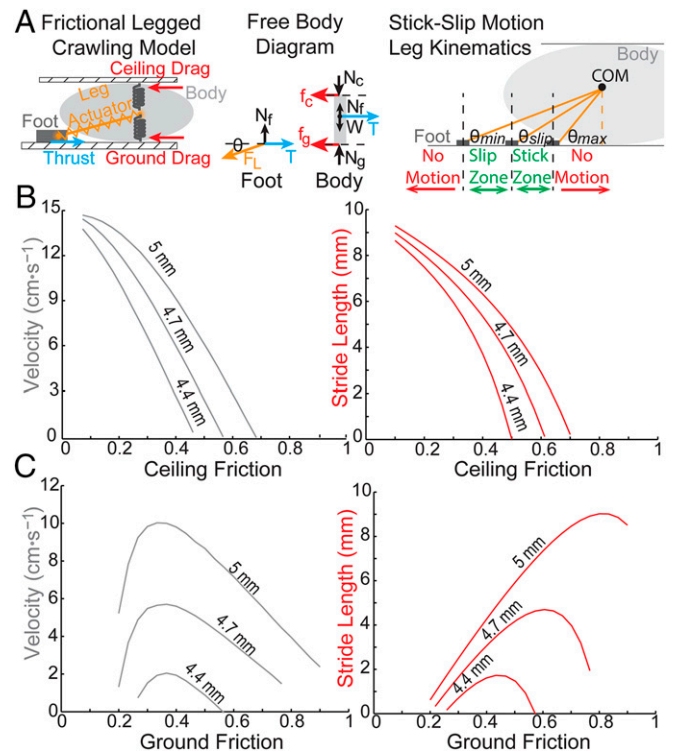 A Frictional Legged Crawling Model
Free Body Diagram
Stick-Slip Motion Leg Kinematics
Ceiling Drag
Leg Actuator
Body
Foot
Thrust
Ground Drag
N_f
θ
F_L
T
Foot
N_c
f_c
N_f
W
T
f_g
N_g
Body
Body
COM
Foot
θmin
θslip
θmax
No Motion
Slip Zone
Stick Zone
No Motion
B
Velocity (cm•s⁻¹)
15
12
9
6
3
0
5 mm
4.7 mm
4.4 mm
0 0.2 0.4 0.6 0.8 1
Ceiling Friction
Stride Length (mm)
10
8
6
4
2
0
5 mm
4.7 mm
4.4 mm
0 0.2 0.4 0.6 0.8 1
Ceiling Friction
C
Velocity (cm•s⁻¹)
12
10
8
6
4
2
0
5 mm
4.7 mm
4.4 mm
0 0.2 0.4 0.6 0.8 1
Ground Friction
Stride Length (mm)
10
8
6
4
2
0
5 mm
4.7 mm
4.4 mm
0 0.2 0.4 0.6 0.8 1
Ground Friction